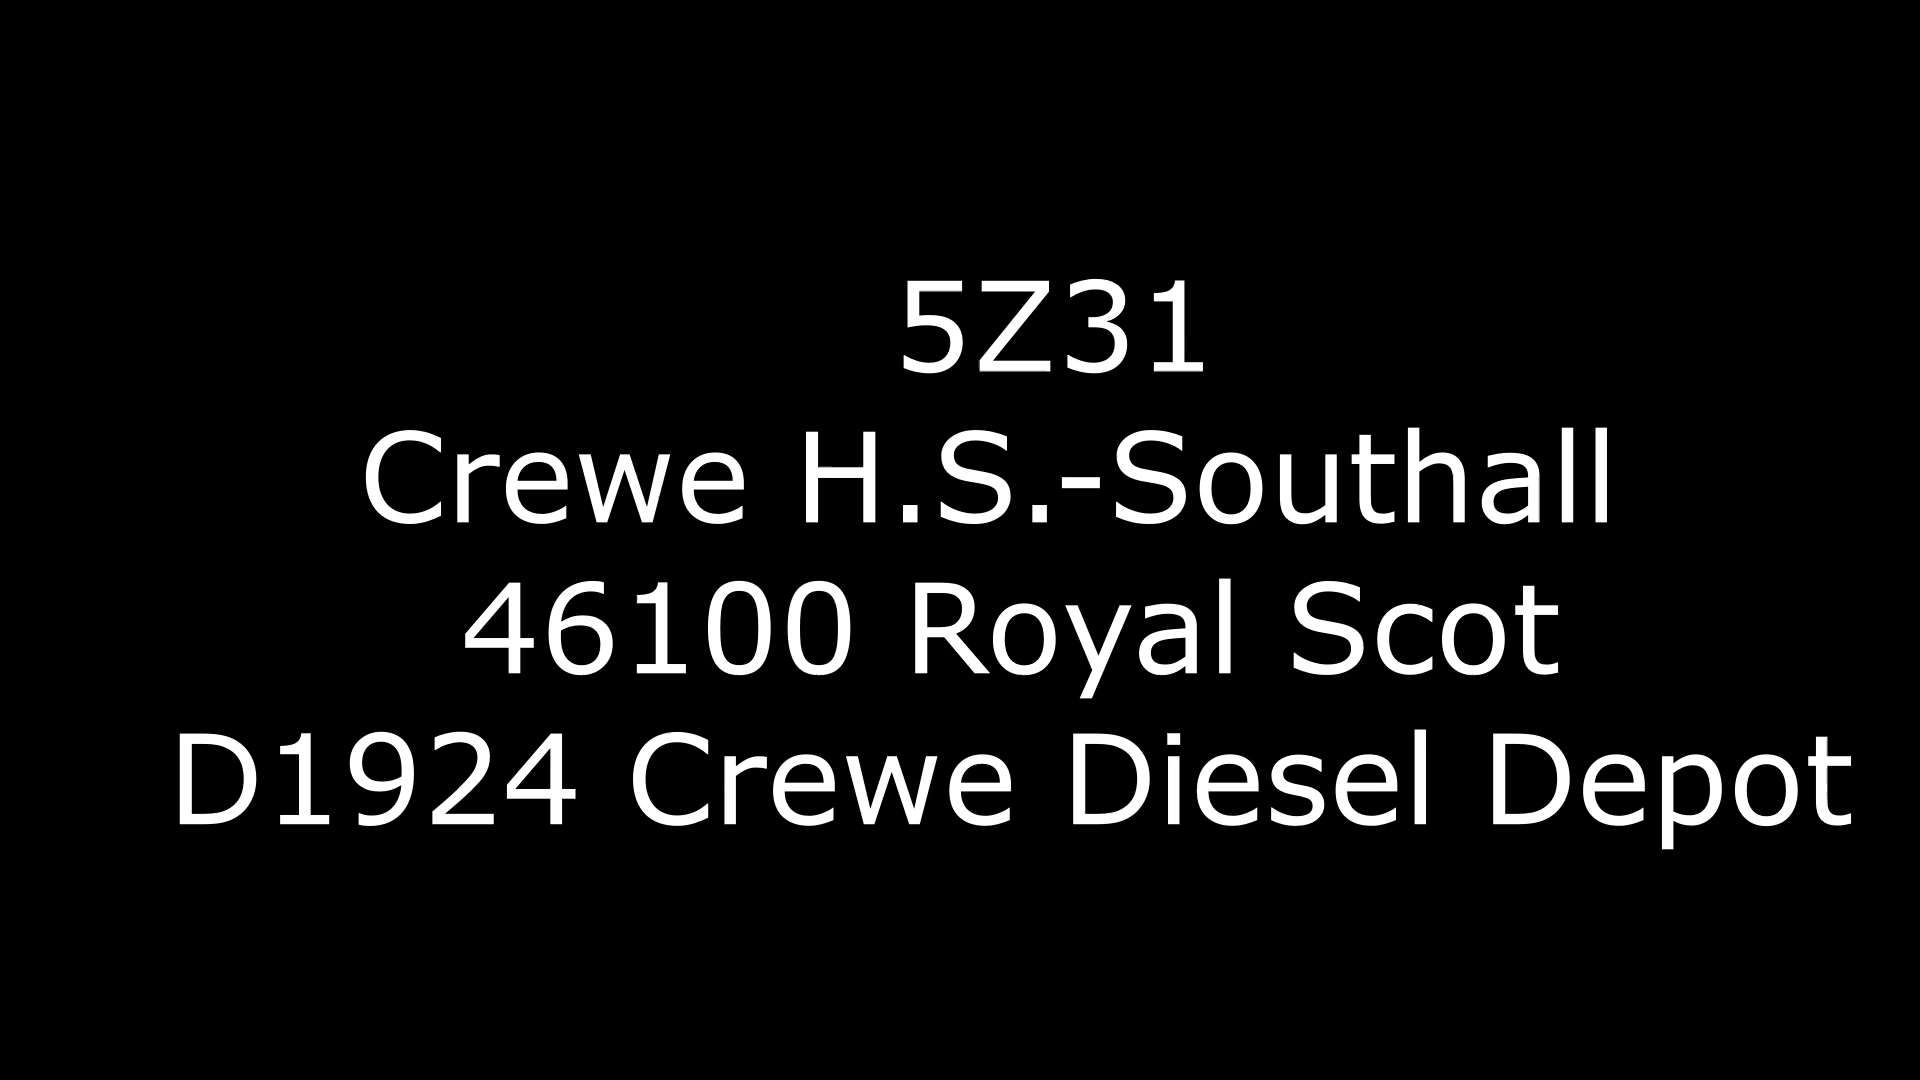 5Z31
Crewe H.S.-Southall
46100 Royal Scot
D1924 Crewe Diesel Depot